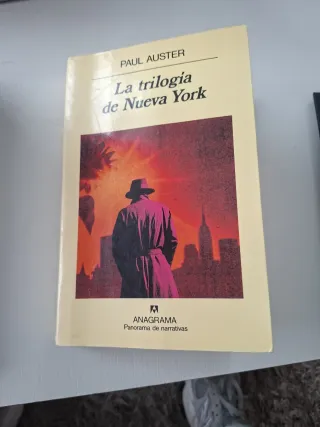 PAUL AUSTER
La trilogía
de Nueva York
ANAGRAMA
Panorama de narrativas